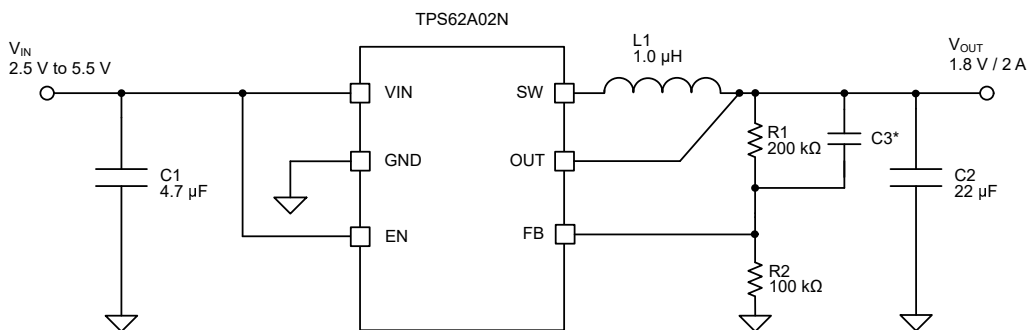 TPS62A02N
V_IN
2.5 V to 5.5 V
L1
1.0 µH
V_OUT
1.8 V / 2 A
VIN
SW
R1
200 kΩ
C3*
GND
OUT
C1
4.7 µF
C2
22 µF
EN
FB
R2
100 kΩ